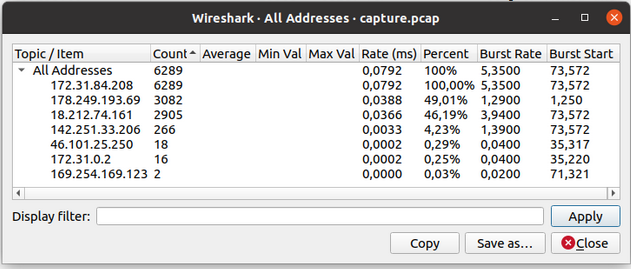 Wireshark · All Addresses · capture.pcap
Topic / Item Count Average Min Val Max Val Rate (ms) Percent Burst Rate Burst Start
All Addresses 6289 0,0792 100% 5,3500 73,572
172.31.84.208 6289 0,0792 100,00% 5,3500 73,572
178.249.193.69 3082 0,0388 49,01% 1,2900 1,250
18.212.74.161 2905 0,0366 46,19% 3,9400 73,572
142.251.33.206 266 0,0033 4,23% 1,3900 73,572
46.101.25.250 18 0,0002 0,29% 0,0400 35,317
172.31.0.2 16 0,0002 0,25% 0,0400 35,220
169.254.169.123 2 0,0000 0,03% 0,0200 71,321
Display filter: Apply
Copy Save as... Close